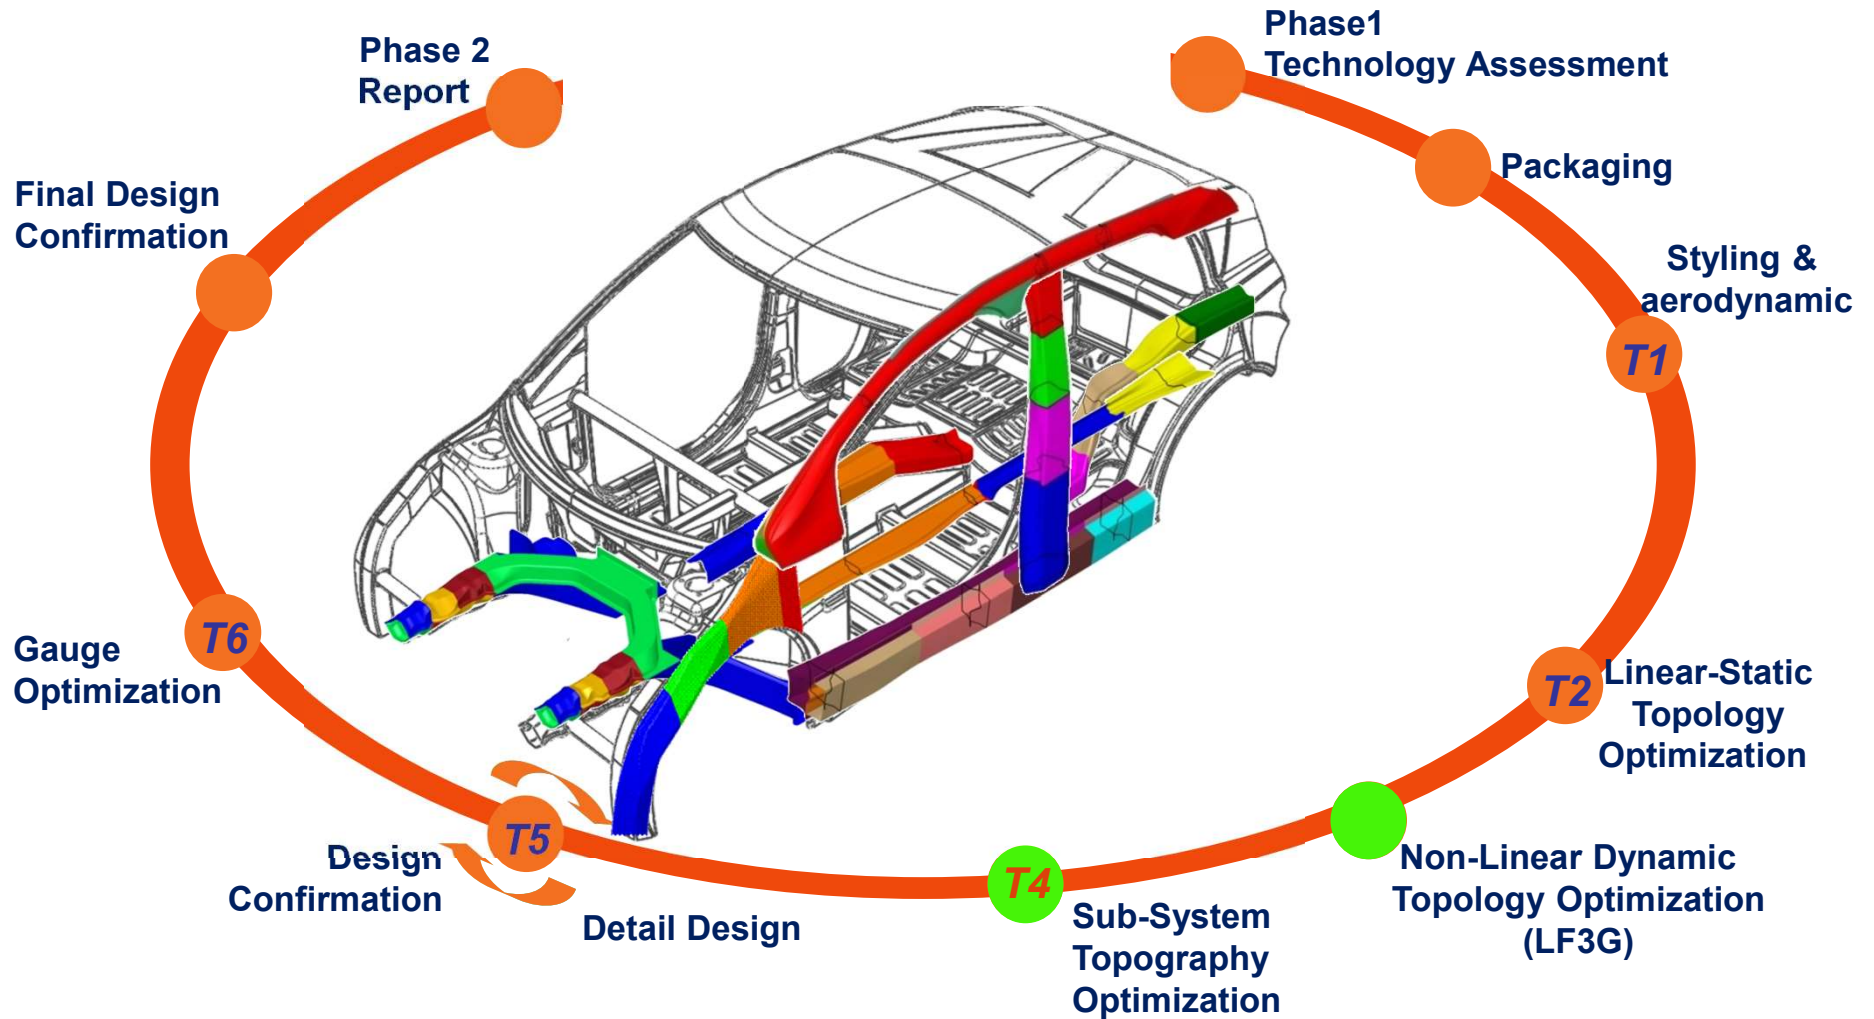 Phase1
Technology Assessment
Packaging
Styling &
aerodynamic
T1
T2
Linear-Static
Topology
Optimization
Non-Linear Dynamic
Topology Optimization
(LF3G)
T4
Sub-System
Topography
Optimization
Detail Design
T5
Design
Confirmation
T6
Gauge
Optimization
Final Design
Confirmation
Phase 2
Report